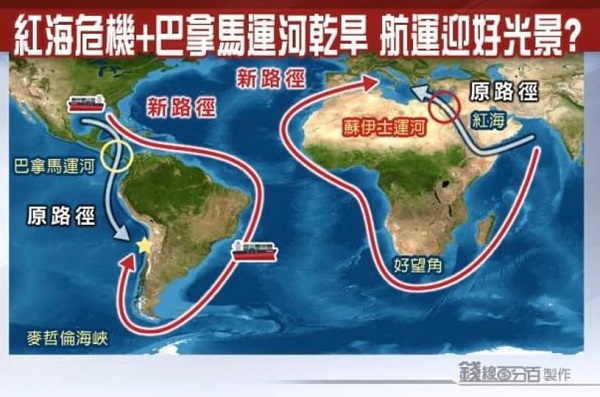 紅海危機+巴拿馬運河乾旱 航運迎好光景?
新路徑
新路徑
原路徑
蘇伊士運河
紅海
巴拿馬運河
原路徑
好望角
麥哲倫海峽
錢線百分百 製作